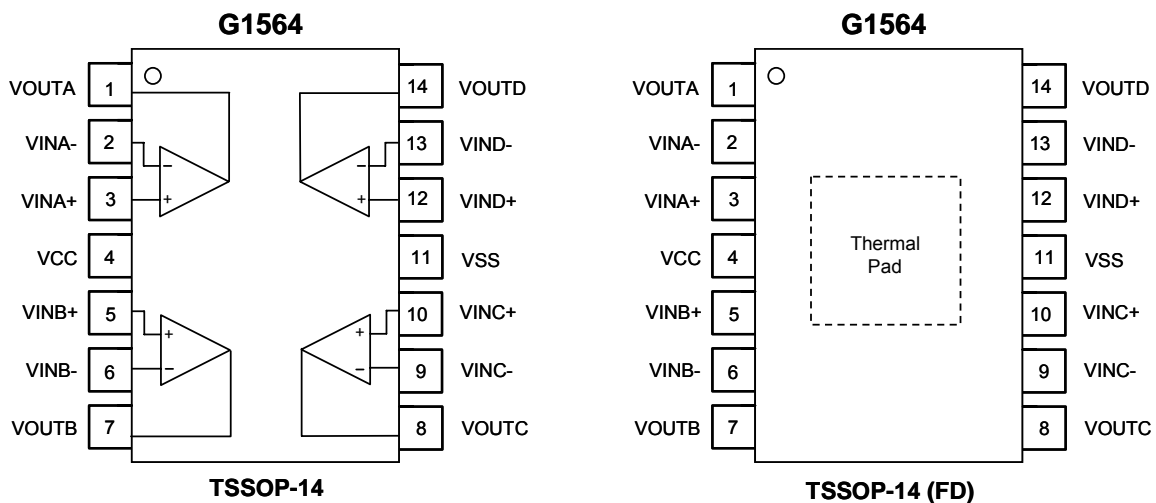 G1564
VOUTA 1 14 VOUTD
VINA- 2 − − 13 VIND-
VINA+ 3 + + 12 VIND+
VCC 4 11 VSS
VINB+ 5 + + 10 VINC+
VINB- 6 − − 9 VINC-
VOUTB 7 8 VOUTC
TSSOP-14
G1564
VOUTA 1 14 VOUTD
VINA- 2 13 VIND-
VINA+ 3 12 VIND+
Thermal
Pad
VCC 4 11 VSS
VINB+ 5 10 VINC+
VINB- 6 9 VINC-
VOUTB 7 8 VOUTC
TSSOP-14 (FD)